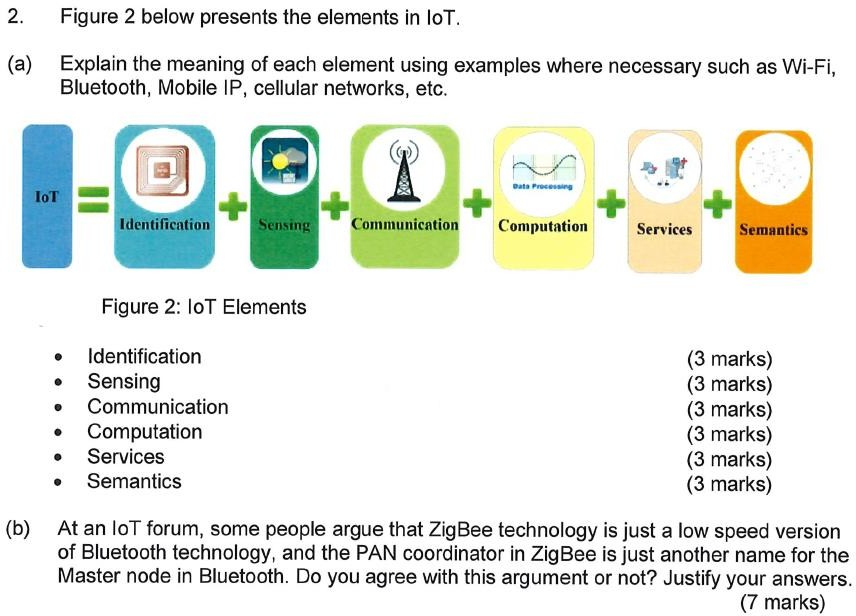 2. Figure 2 below presents the elements in IoT.
(a) Explain the meaning of each element using examples where necessary such as Wi-Fi,
Bluetooth, Mobile IP, cellular networks, etc.
IoT
Identification
Sensing
Communication
Data Processing
Computation
Services
Semantics
Figure 2: IoT Elements
• Identification (3 marks)
• Sensing (3 marks)
• Communication (3 marks)
• Computation (3 marks)
• Services (3 marks)
• Semantics (3 marks)
(b) At an IoT forum, some people argue that ZigBee technology is just a low speed version
of Bluetooth technology, and the PAN coordinator in ZigBee is just another name for the
Master node in Bluetooth. Do you agree with this argument or not? Justify your answers.
(7 marks)